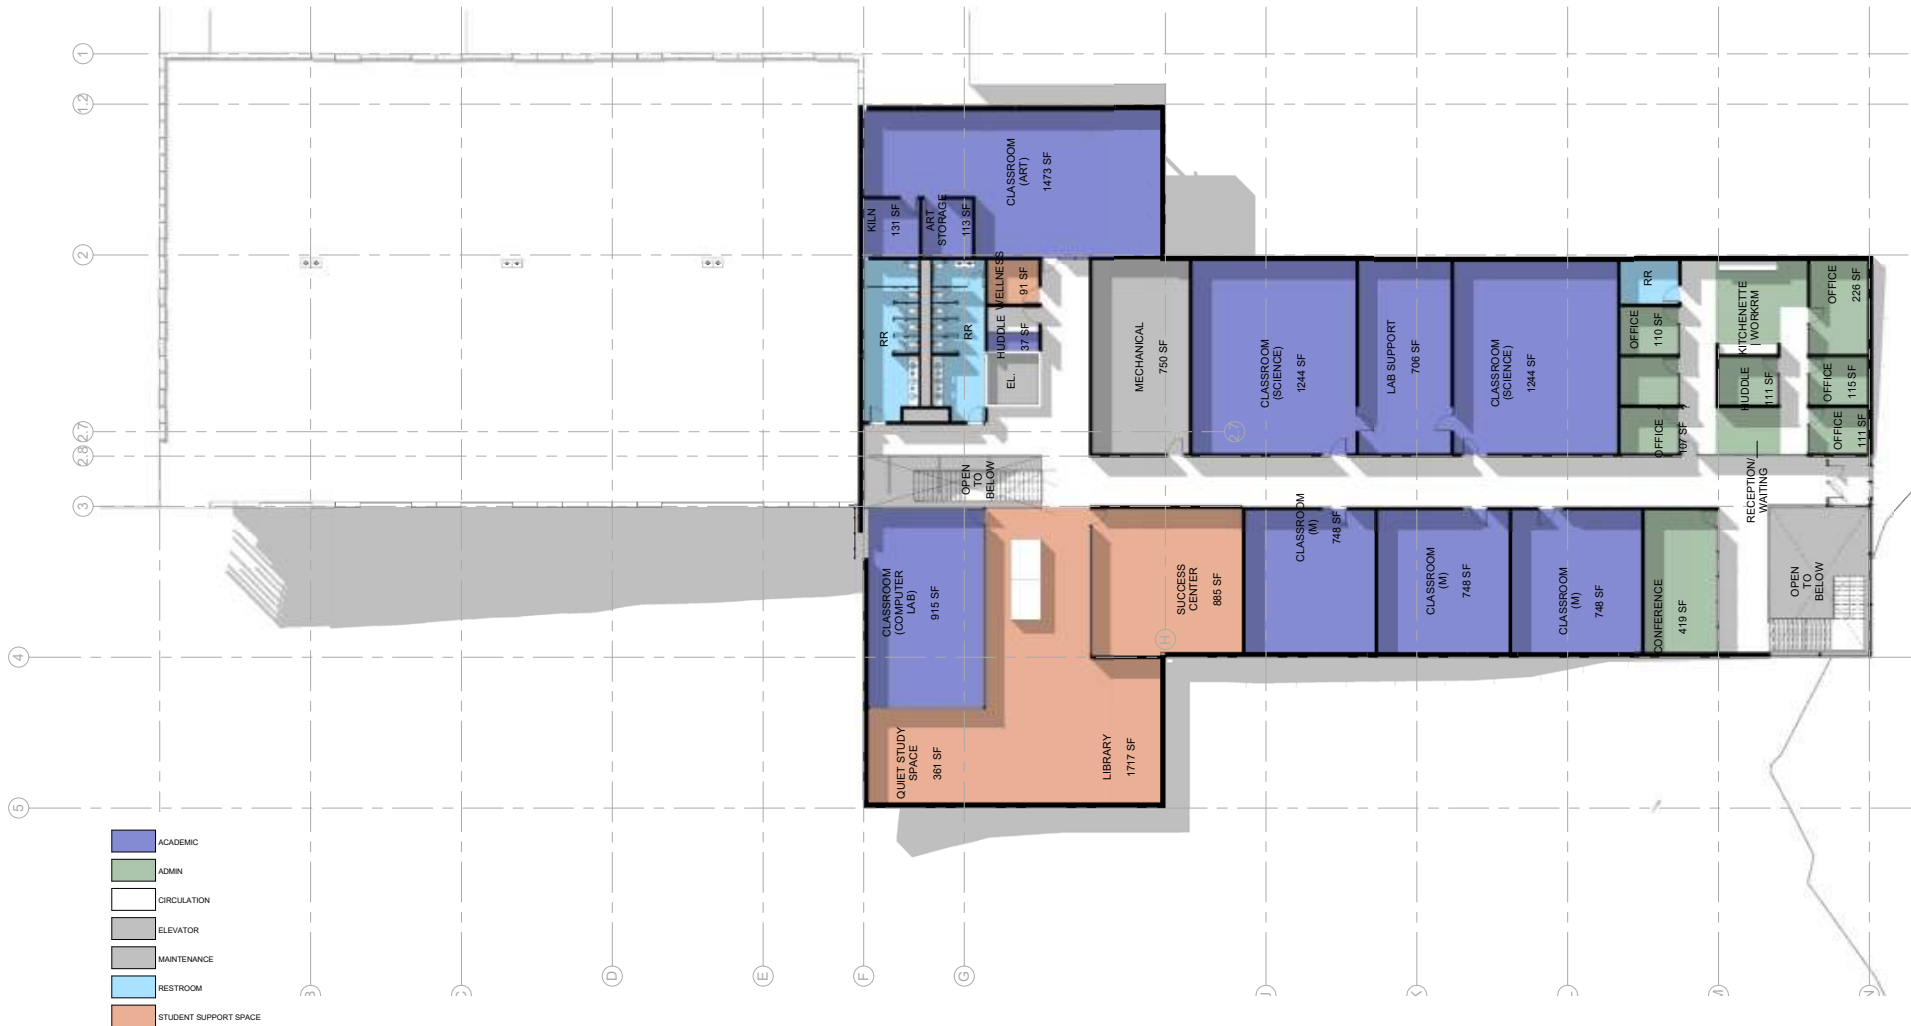 1
1.2
2
2.7
2.8
3
4
5
CLASSROOM
(ART)
1473 SF
KILN
131 SF
ART
STORAGE
113 SF
WELLNESS
91 SF
HUDDLE
37 SF
RR
RR
EL.
MECHANICAL
750 SF
CLASSROOM
(SCIENCE)
1244 SF
LAB SUPPORT
706 SF
CLASSROOM
(SCIENCE)
1244 SF
RR
OFFICE
110 SF
OFFICE
107 SF
KITCHENETTE
| WORKRM
HUDDLE
111 SF
OFFICE
226 SF
OFFICE
115 SF
OFFICE
111 SF
2.7
OPEN
TO
BELOW
RECEPTION/
WAITING
CLASSROOM
(COMPUTER
LAB)
915 SF
SUCCESS
CENTER
885 SF
H
CLASSROOM
(M)
748 SF
CLASSROOM
(M)
748 SF
CLASSROOM
(M)
748 SF
CONFERENCE
419 SF
OPEN
TO
BELOW
QUIET STUDY
SPACE
361 SF
LIBRARY
1717 SF
ACADEMIC
ADMIN
CIRCULATION
ELEVATOR
MAINTENANCE
RESTROOM
STUDENT SUPPORT SPACE
B
C
D
E
F
G
J
K
L
M
N